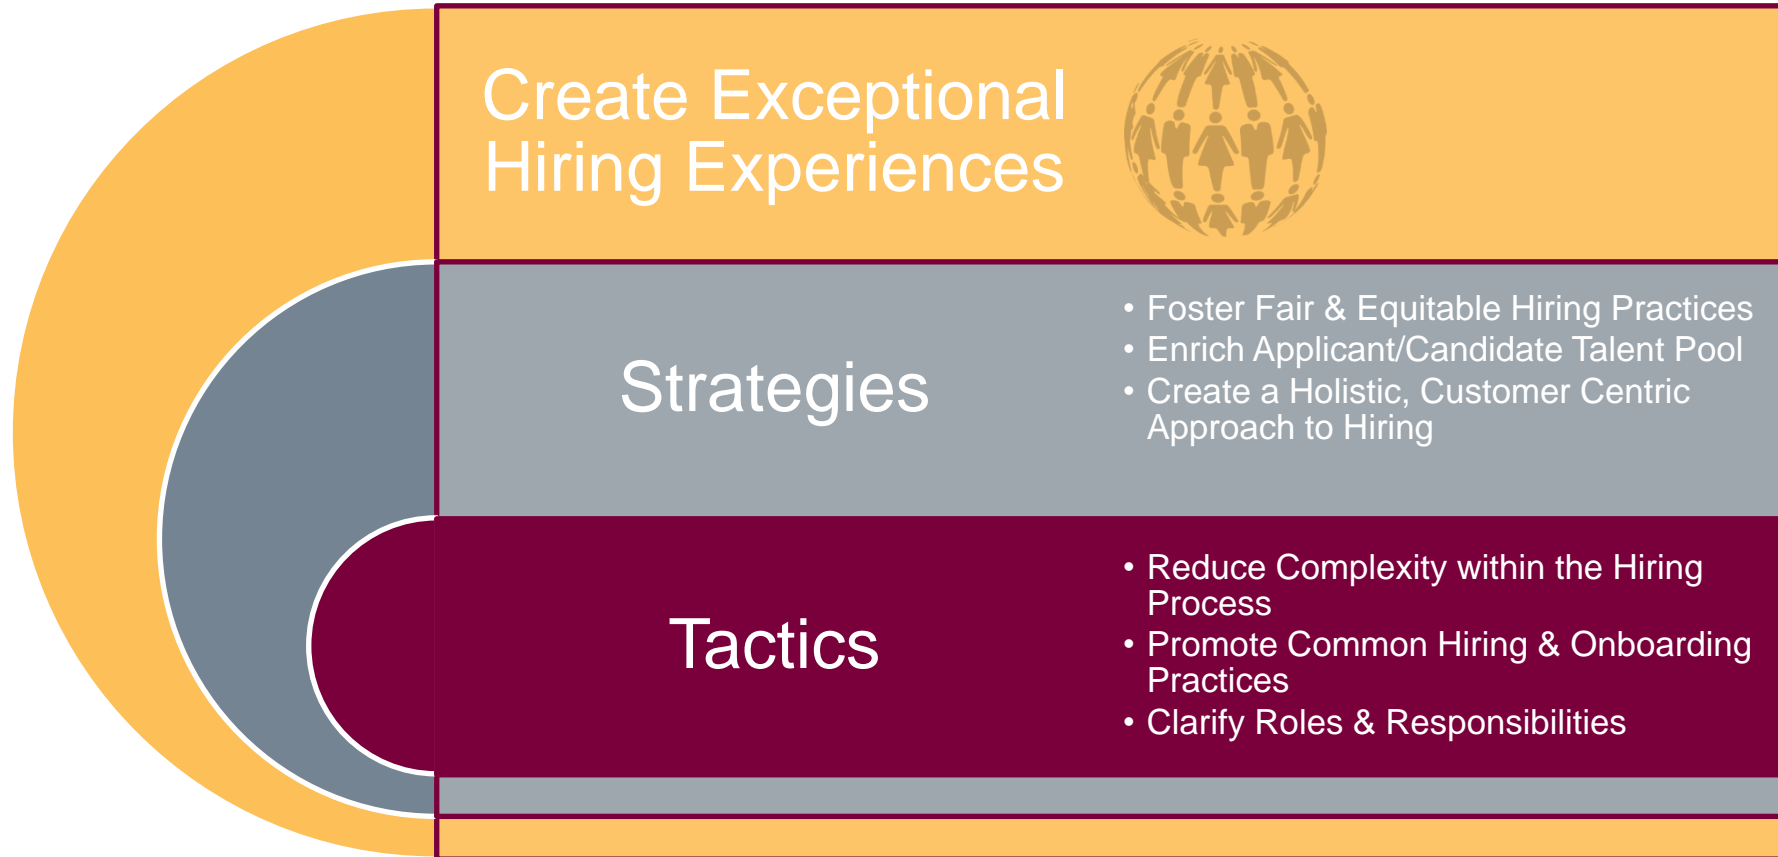 Create Exceptional
Hiring Experiences
Strategies
• Foster Fair & Equitable Hiring Practices
• Enrich Applicant/Candidate Talent Pool
• Create a Holistic, Customer Centric
Approach to Hiring
Tactics
• Reduce Complexity within the Hiring
Process
• Promote Common Hiring & Onboarding
Practices
• Clarify Roles & Responsibilities